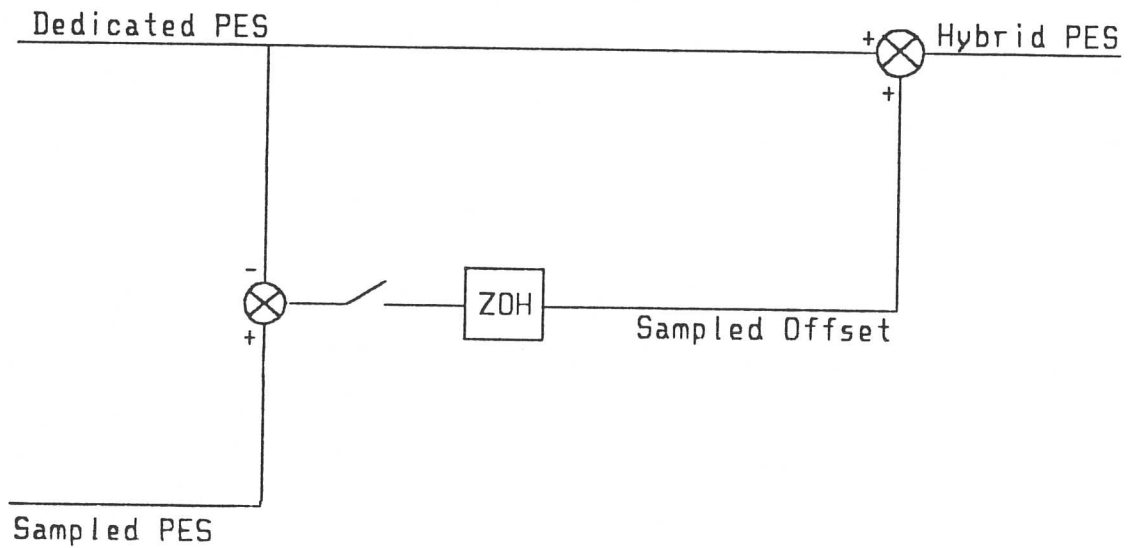 Dedicated PES
+ Hybrid PES
+
-
ZOH
Sampled Offset
+
Sampled PES